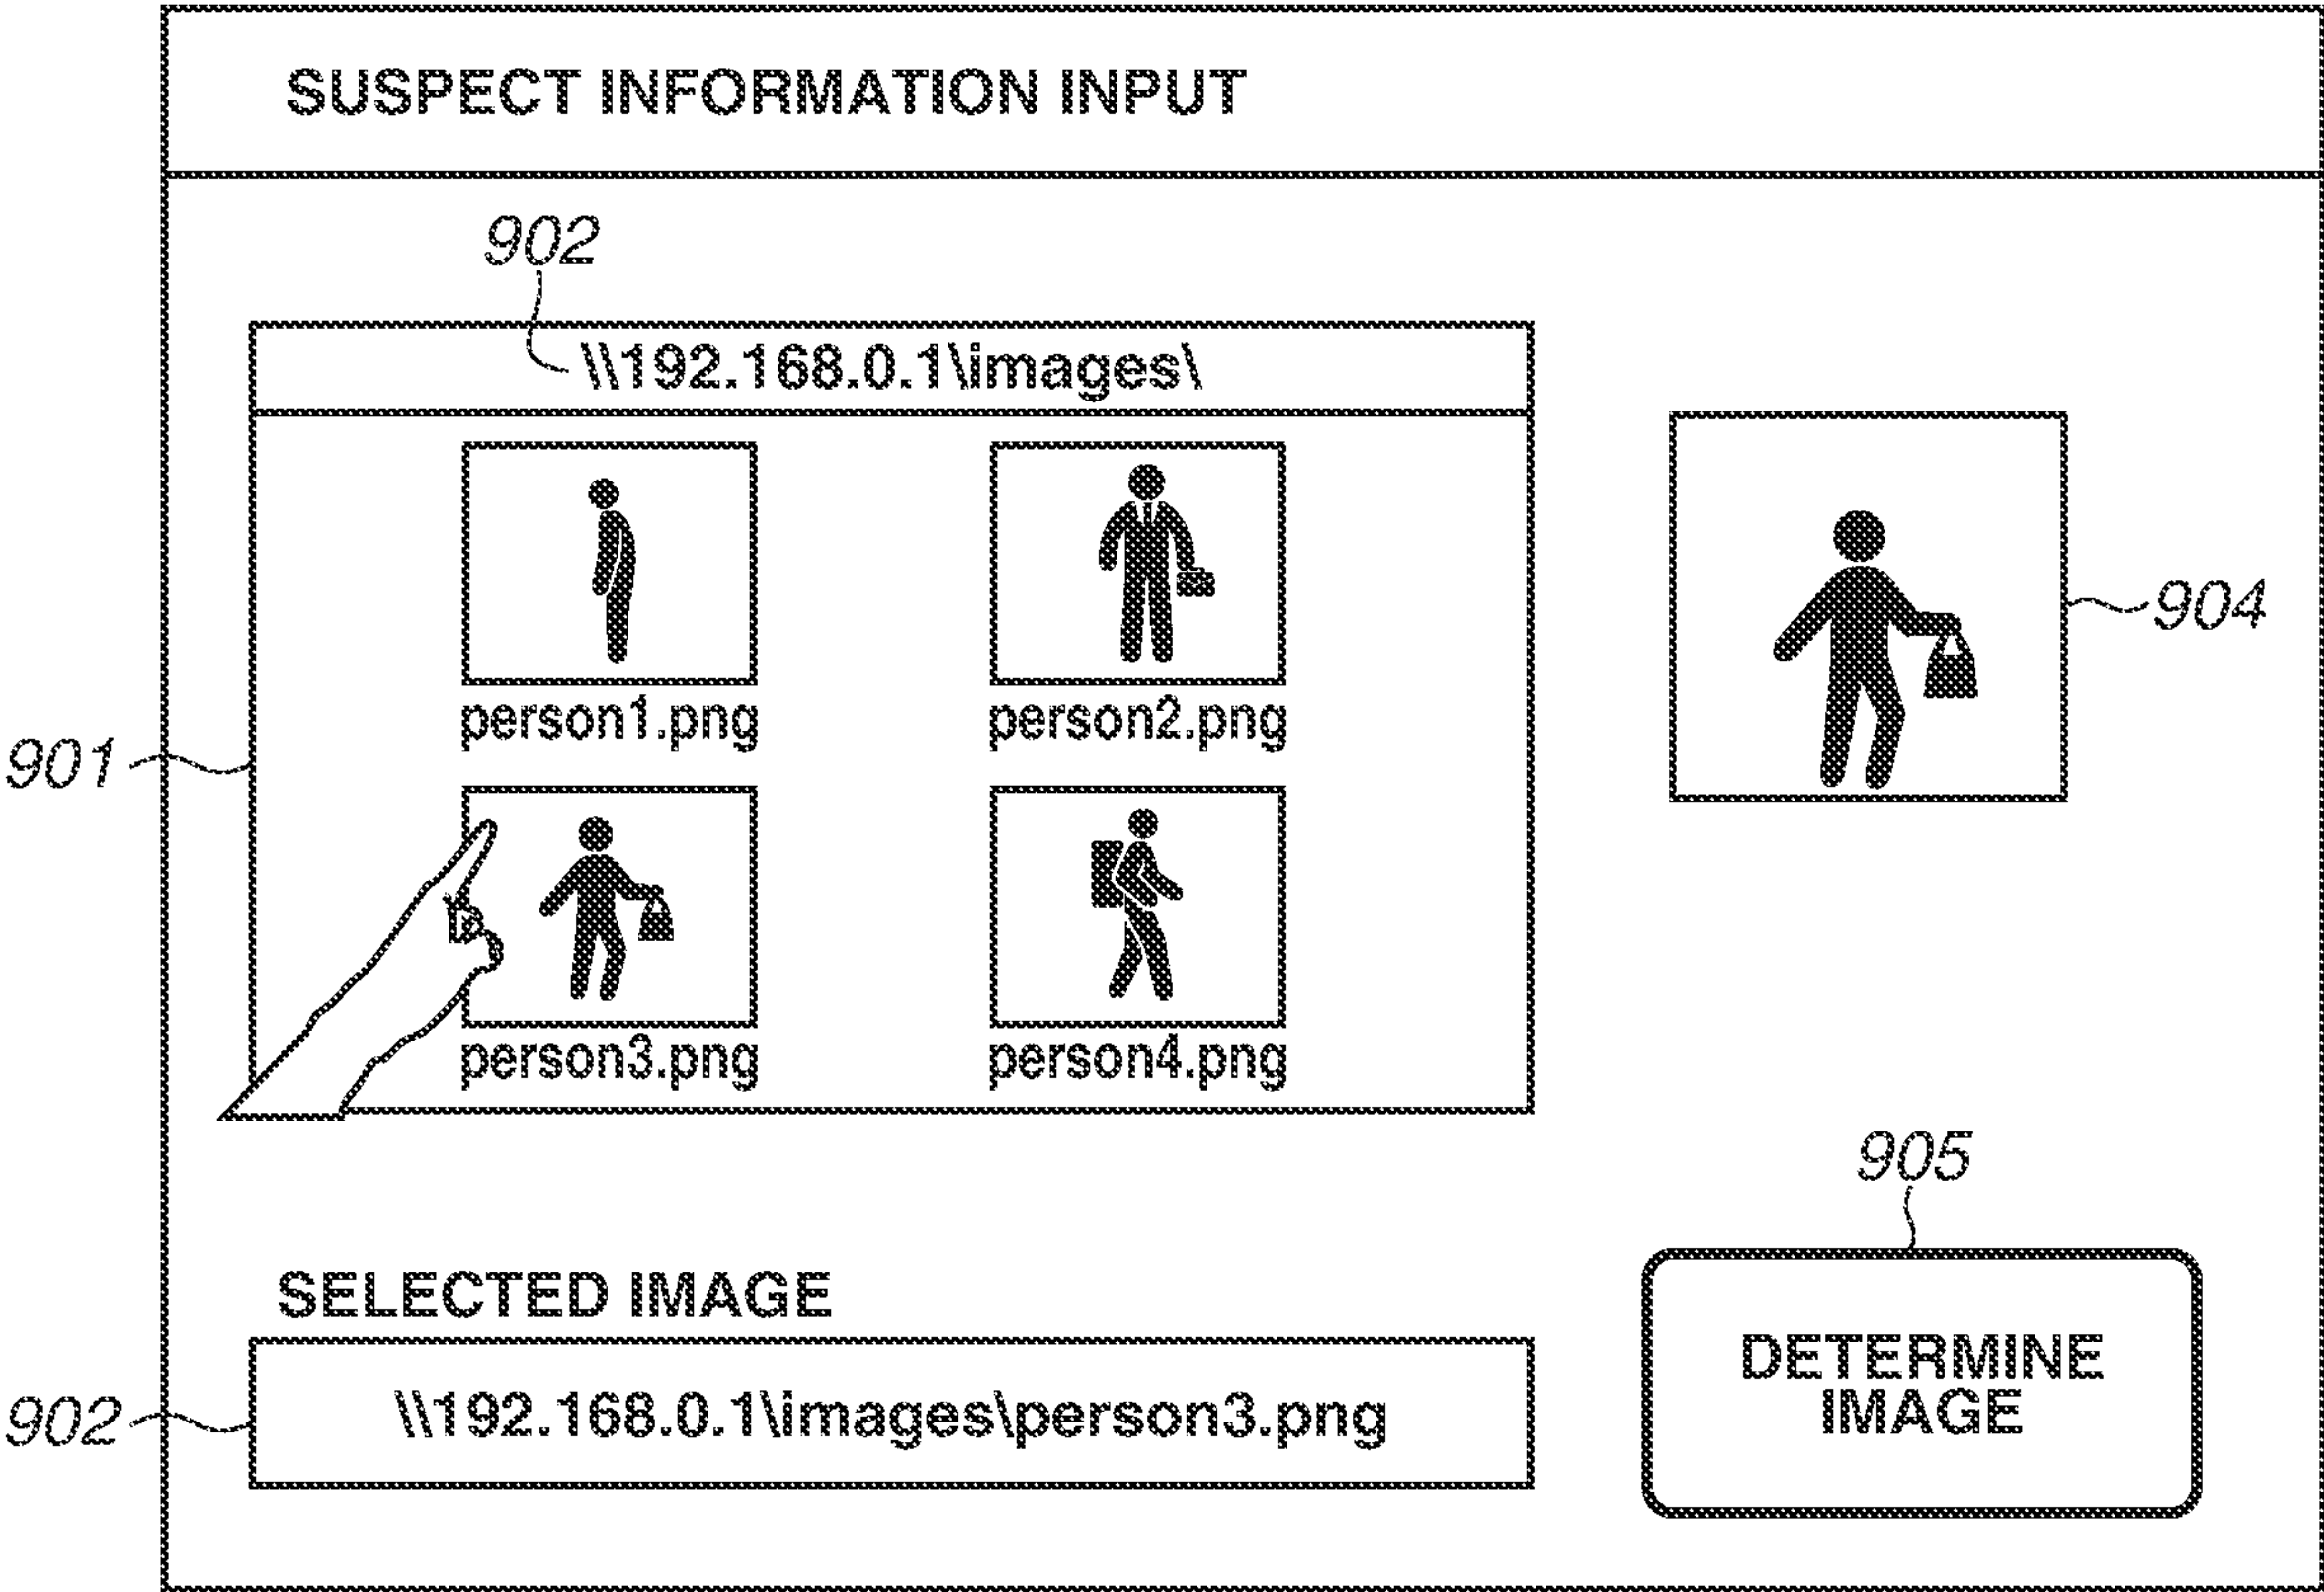 SUSPECT INFORMATION INPUT
902
\\192.168.0.1\images\
person1.png
person2.png
904
901
person3.png
person4.png
905
SELECTED IMAGE
DETERMINE
IMAGE
902
\\192.168.0.1\images\person3.png